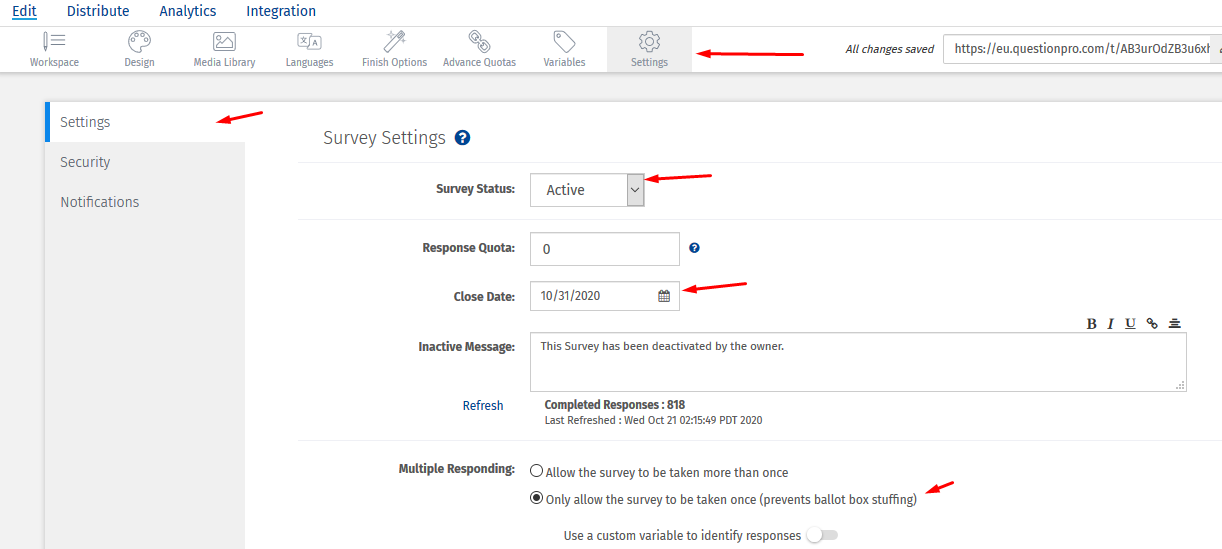 Edit Distribute Analytics Integration
Workspace Design Media Library Languages Finish Options Advance Quotas Variables Settings
All changes saved https://eu.questionpro.com/t/AB3urOdZB3u6xh
Settings
Security
Notifications
Survey Settings ?
Survey Status: Active
Response Quota: 0 ?
Close Date: 10/31/2020
B I U
Inactive Message: This Survey has been deactivated by the owner.
Refresh Completed Responses : 818
Last Refreshed : Wed Oct 21 02:15:49 PDT 2020
Multiple Responding: Allow the survey to be taken more than once
Only allow the survey to be taken once (prevents ballot box stuffing)
Use a custom variable to identify responses